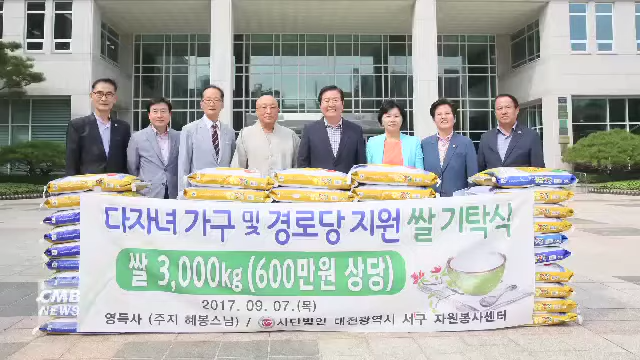 다자녀 가구 및 경로당 지원 쌀 기탁식
쌀 3,000kg (600만원 상당)
2017. 09. 07.(목)
영득사 (주지 혜봉스님) / 사단법인 대전광역시 서구 자원봉사센터
CMB
NEWS